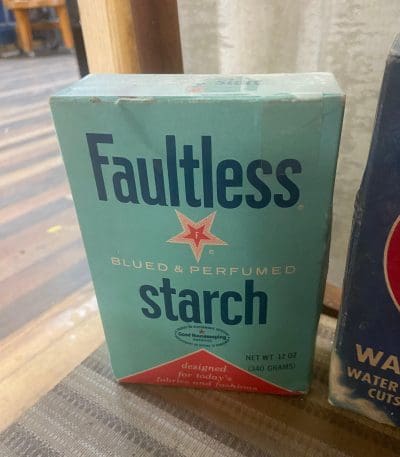 Faultless
F
BLUED & PERFUMED
starch
Good Housekeeping
NET WT 12 OZ
(340 GRAMS)
designed
for today's
fabrics and fashions
WA
WATER
CUTS